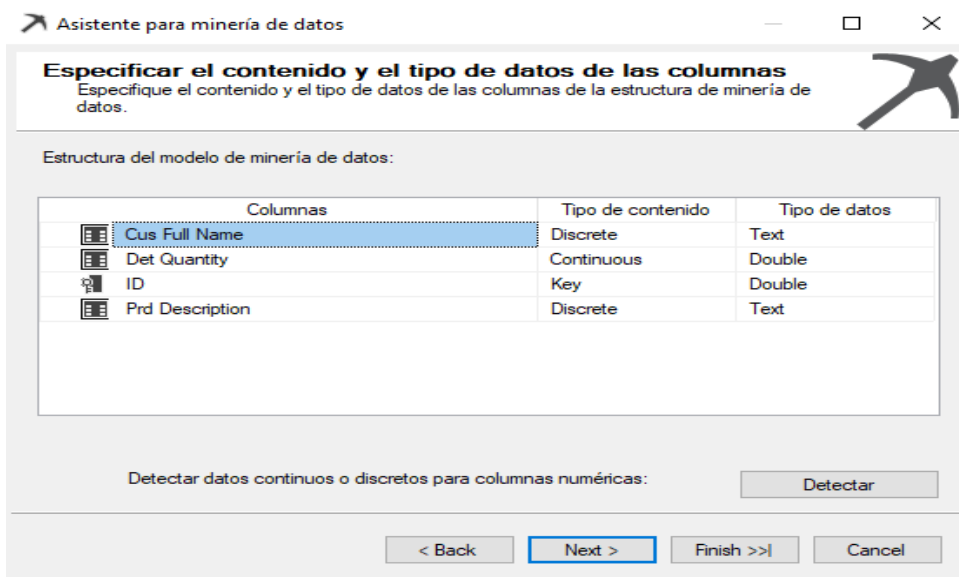 Asistente para minería de datos
Especificar el contenido y el tipo de datos de las columnas
Especifique el contenido y el tipo de datos de las columnas de la estructura de minería de
datos.
Estructura del modelo de minería de datos:
Columnas Tipo de contenido Tipo de datos
Cus Full Name Discrete Text
Det Quantity Continuous Double
ID Key Double
Prd Description Discrete Text
Detectar datos continuos o discretos para columnas numéricas: Detectar
< Back Next > Finish >>| Cancel